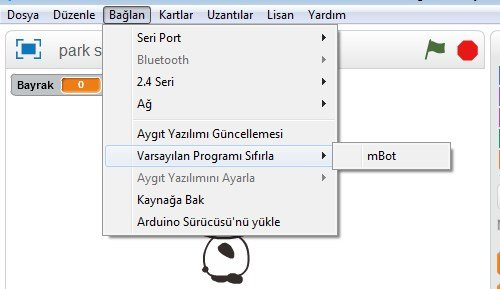 Dosya Düzenle Bağlan Kartlar Uzantılar Lisan Yardım
park s
Bayrak 0
Seri Port
Bluetooth
2.4 Seri
Ağ
Aygıt Yazılımı Güncellemesi
Varsayılan Programı Sıfırla
mBot
Aygıt Yazılımını Ayarla
Kaynağa Bak
Arduino Sürücüsü'nü yükle